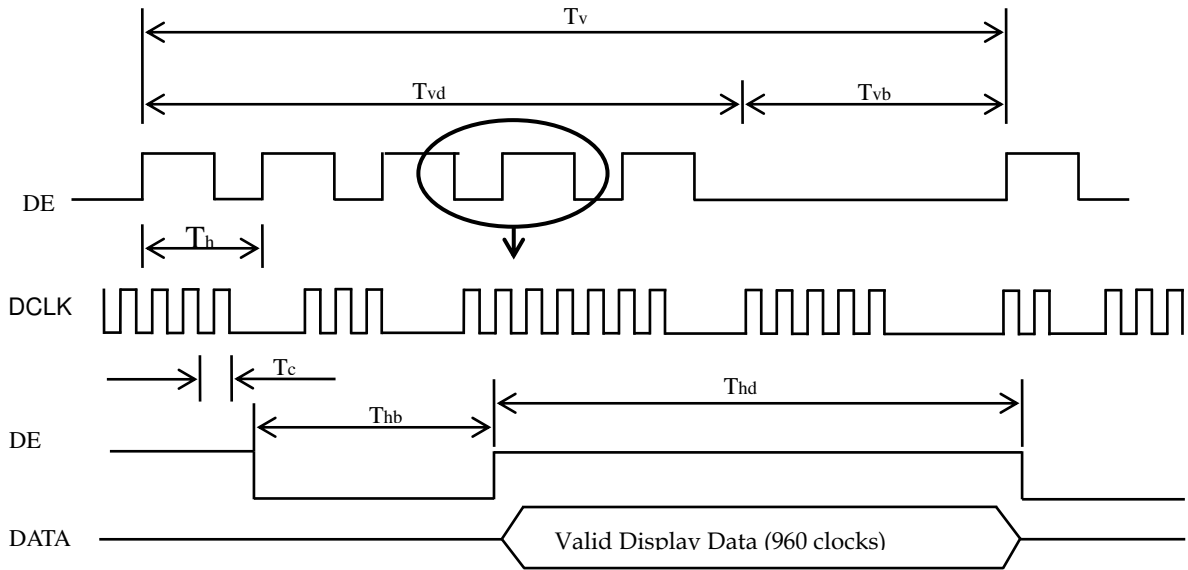 Tv
Tvd
Tvb
DE
Th
DCLK
Tc
Thd
Thb
DE
DATA
Valid Display Data (960 clocks)